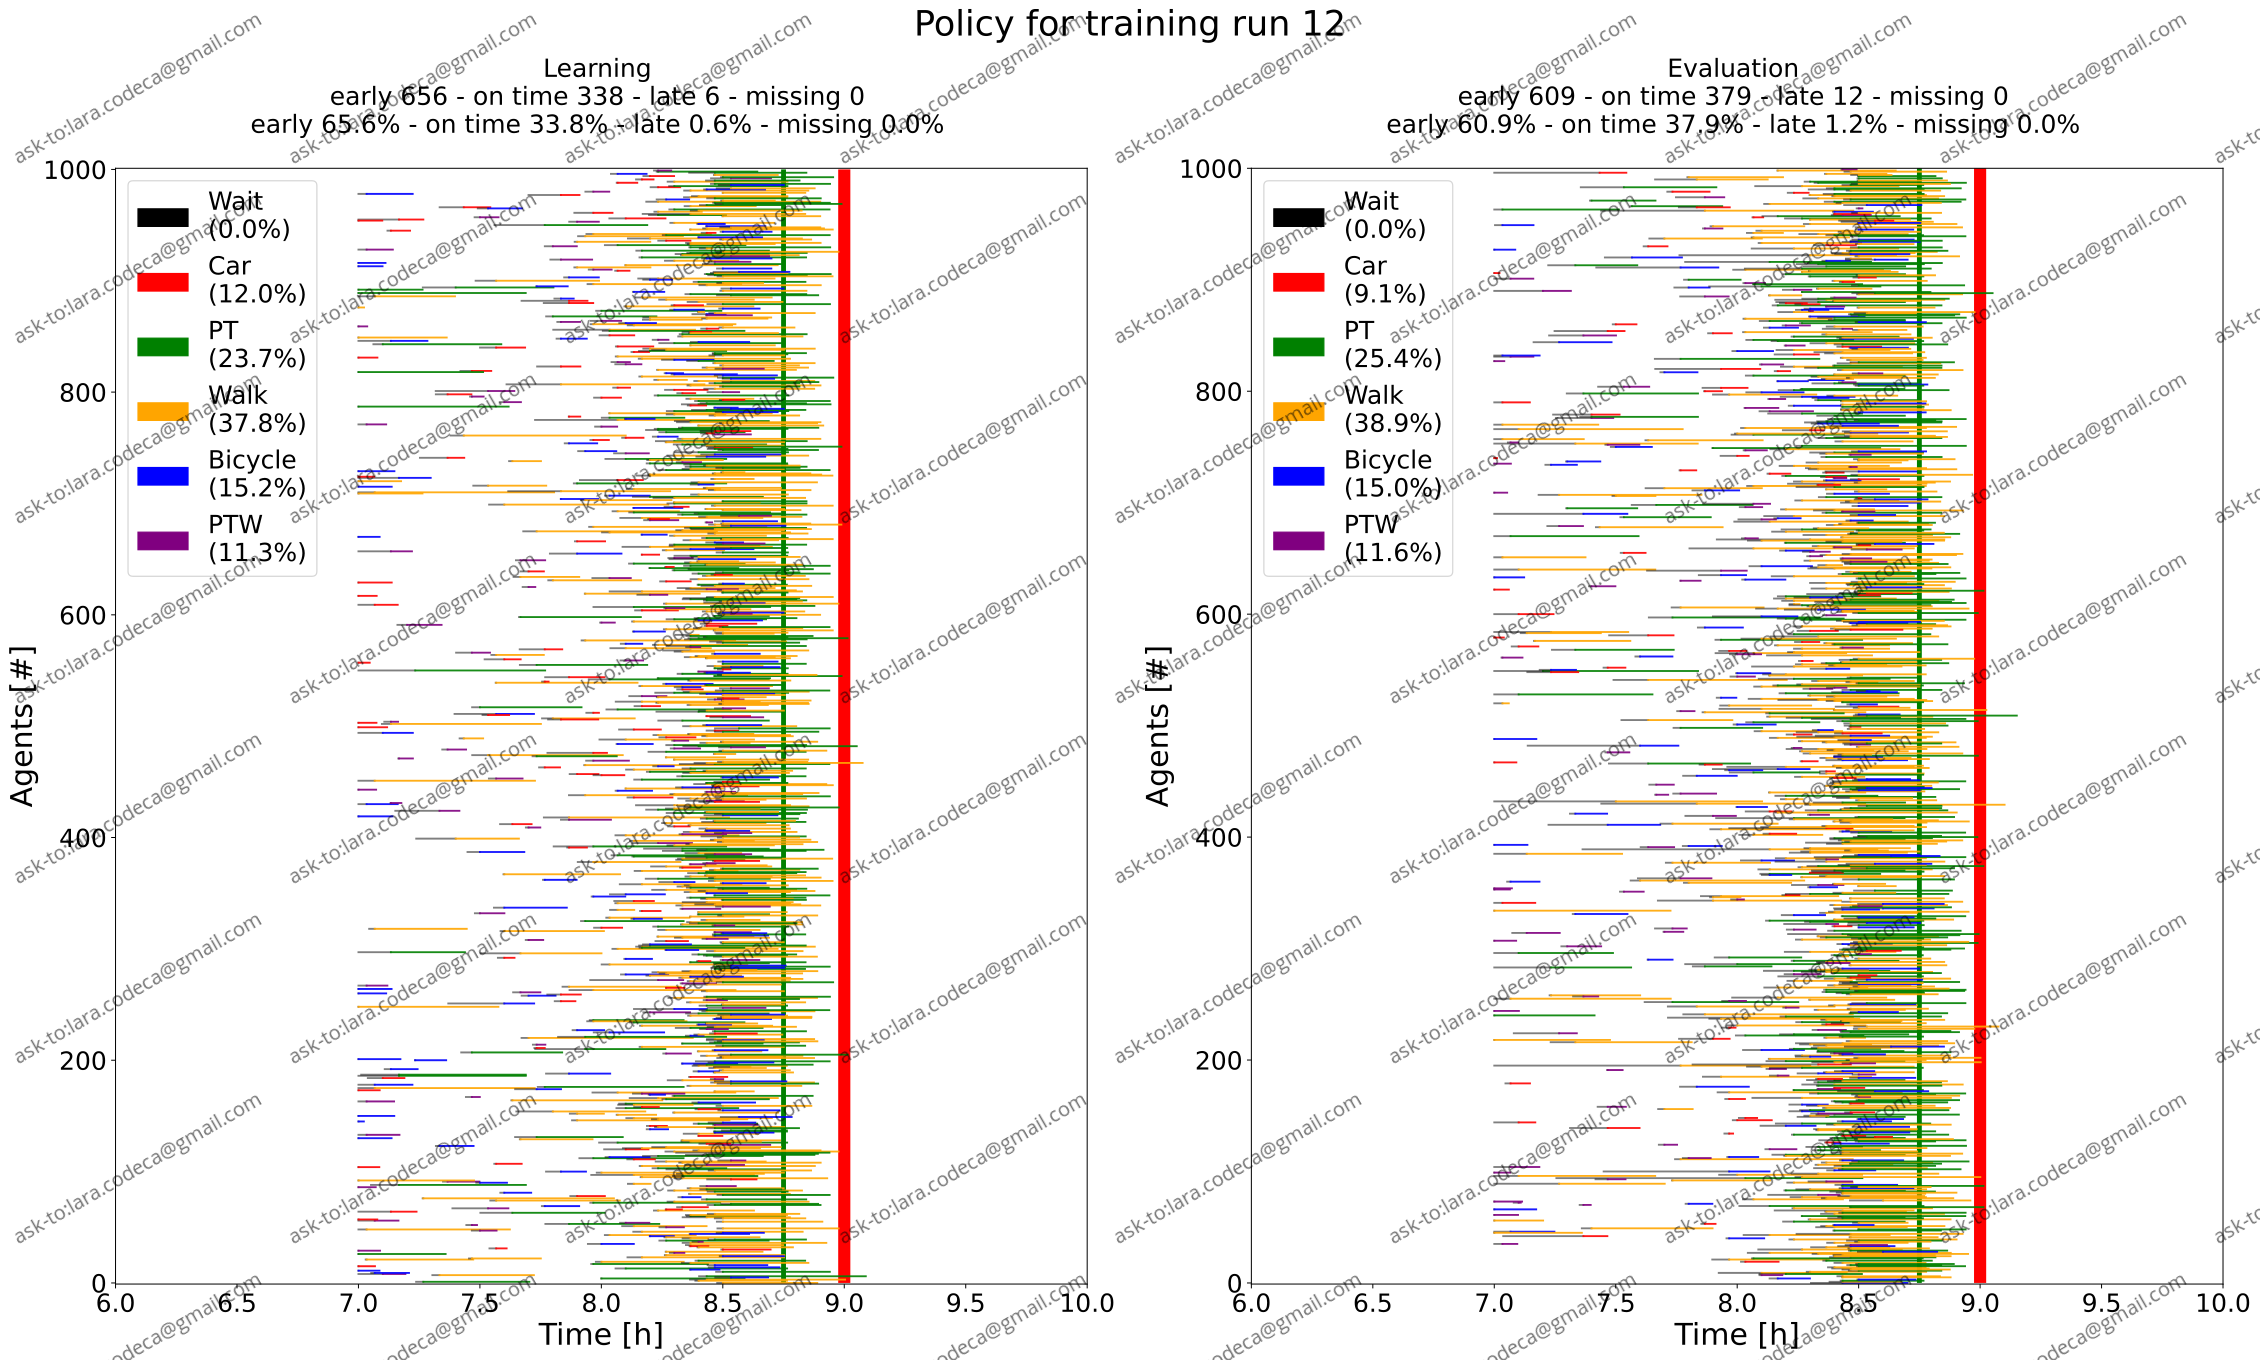 Policy for training run 12
Learning
early 656 - on time 338 - late 6 - missing 0
early 65.6% - on time 33.8% - late 0.6% - missing 0.0%
1000
800
600
400
200
0
Agents [#]
Wait
(0.0%)
Car
(12.0%)
PT
(23.7%)
Walk
(37.8%)
Bicycle
(15.2%)
PTW
(11.3%)
6.0 6.5 7.0 7.5 8.0 8.5 9.0 9.5 10.0
Time [h]
Evaluation
early 609 - on time 379 - late 12 - missing 0
early 60.9% - on time 37.9% - late 1.2% - missing 0.0%
1000
800
600
400
200
0
Agents [#]
Wait
(0.0%)
Car
(9.1%)
PT
(25.4%)
Walk
(38.9%)
Bicycle
(15.0%)
PTW
(11.6%)
6.0 6.5 7.0 7.5 8.0 8.5 9.0 9.5 10.0
Time [h]
ask-to:lara.codeca@gmail.com